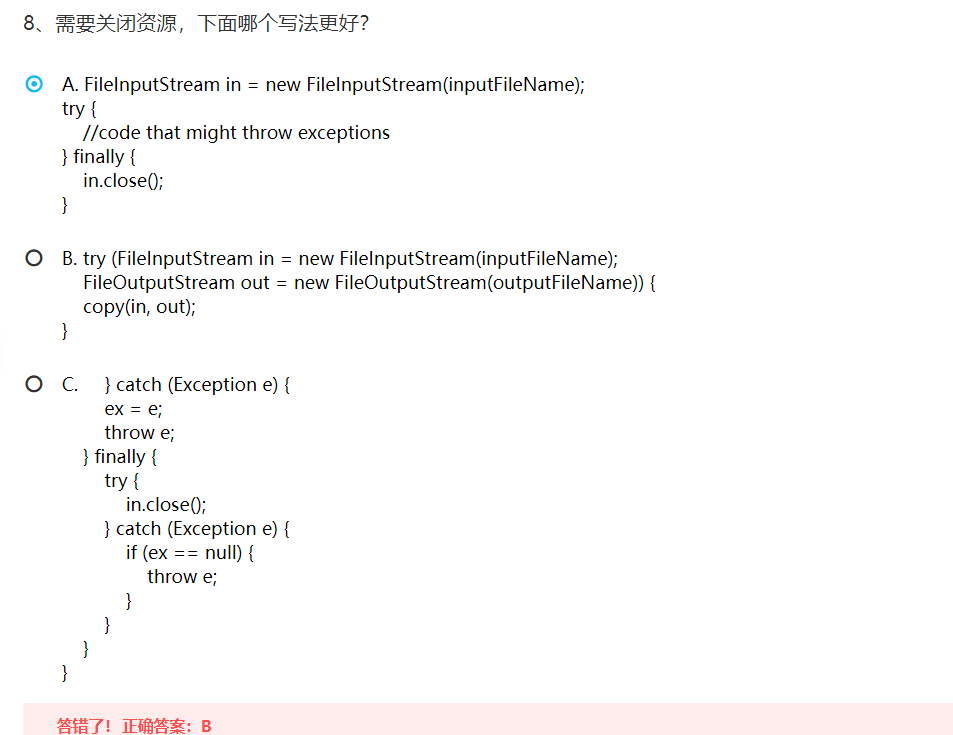 8、需要关闭资源，下面哪个写法更好？
A. FileInputStream in = new FileInputStream(inputFileName);
try {
//code that might throw exceptions
} finally {
in.close();
}
B. try (FileInputStream in = new FileInputStream(inputFileName);
FileOutputStream out = new FileOutputStream(outputFileName)) {
copy(in, out);
}
C. } catch (Exception e) {
ex = e;
throw e;
} finally {
try {
in.close();
} catch (Exception e) {
if (ex == null) {
throw e;
}
}
}
}
答错了！正确答案：B